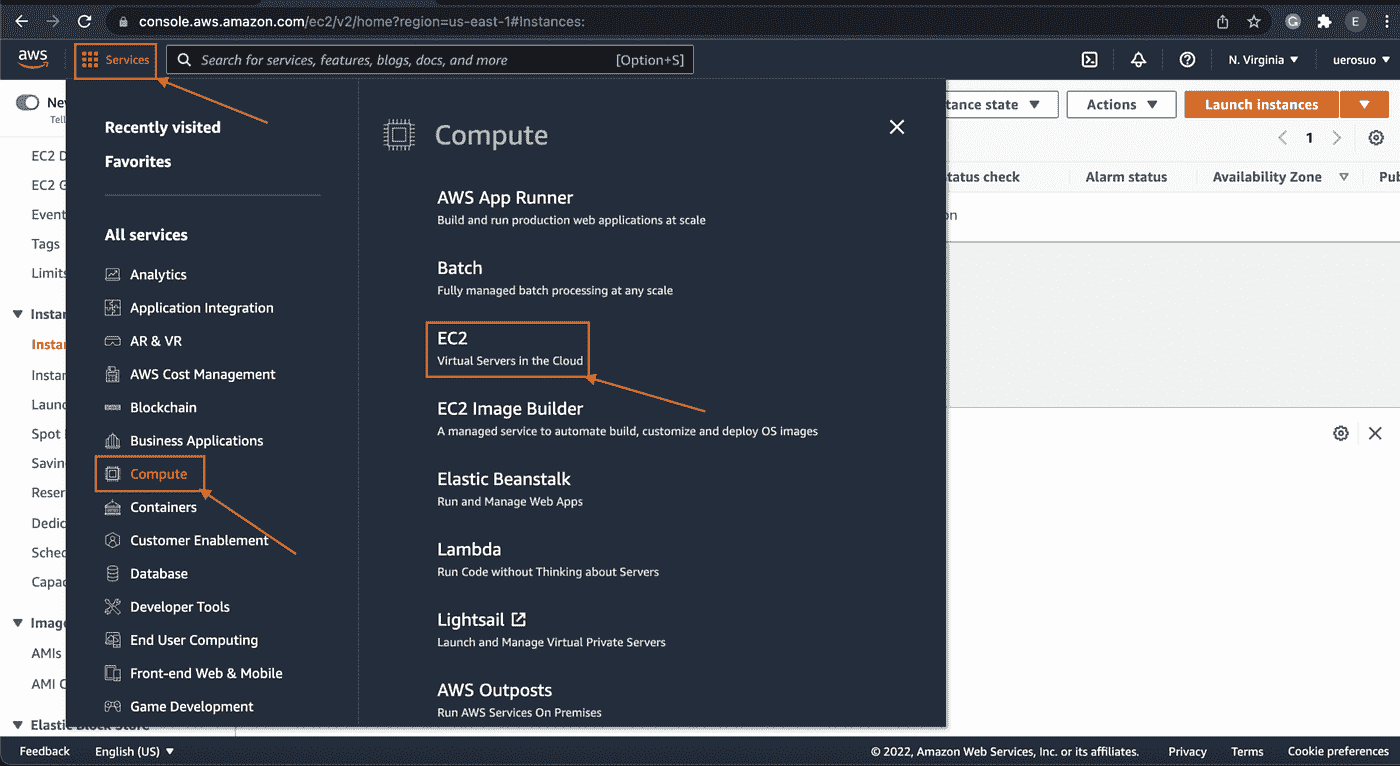 console.aws.amazon.com/ec2/v2/home?region=us-east-1#Instances:
G
E
aws
Services
Search for services, features, blogs, docs, and more
[Option+S]
N. Virginia
uerosuo
New
Tell
EC2 D
EC2 G
Event
Tags
Limits
Instan
Instan
Instan
Launc
Spot
Savin
Reser
Dedic
Sched
Capac
Image
AMIs
AMI C
Elastic Block Store
Recently visited
Favorites
All services
Analytics
Application Integration
AR & VR
AWS Cost Management
Blockchain
Business Applications
Compute
Containers
Customer Enablement
Database
Developer Tools
End User Computing
Front-end Web & Mobile
Game Development
Compute
AWS App Runner
Build and run production web applications at scale
Batch
Fully managed batch processing at any scale
EC2
Virtual Servers in the Cloud
EC2 Image Builder
A managed service to automate build, customize and deploy OS images
Elastic Beanstalk
Run and Manage Web Apps
Lambda
Run Code without Thinking about Servers
Lightsail
Launch and Manage Virtual Private Servers
AWS Outposts
Run AWS Services On Premises
tance state
Actions
Launch instances
1
tatus check
Alarm status
Availability Zone
Pub
on
Feedback
English (US)
© 2022, Amazon Web Services, Inc. or its affiliates.
Privacy
Terms
Cookie preferences